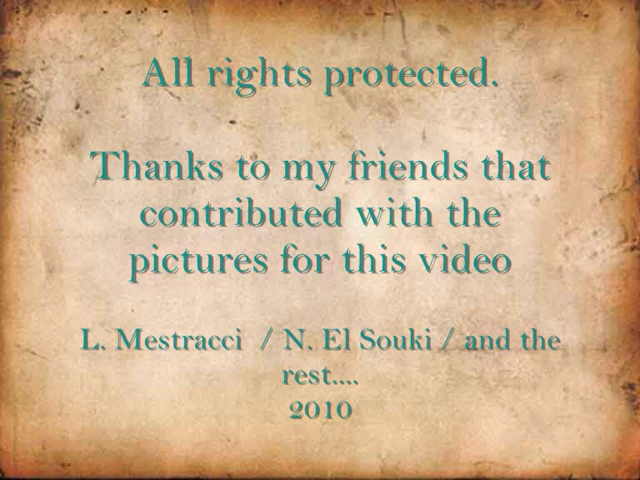 All rights protected.
Thanks to my friends that
contributed with the
pictures for this video
L. Mestracci / N. El Souki / and the
rest....
2010